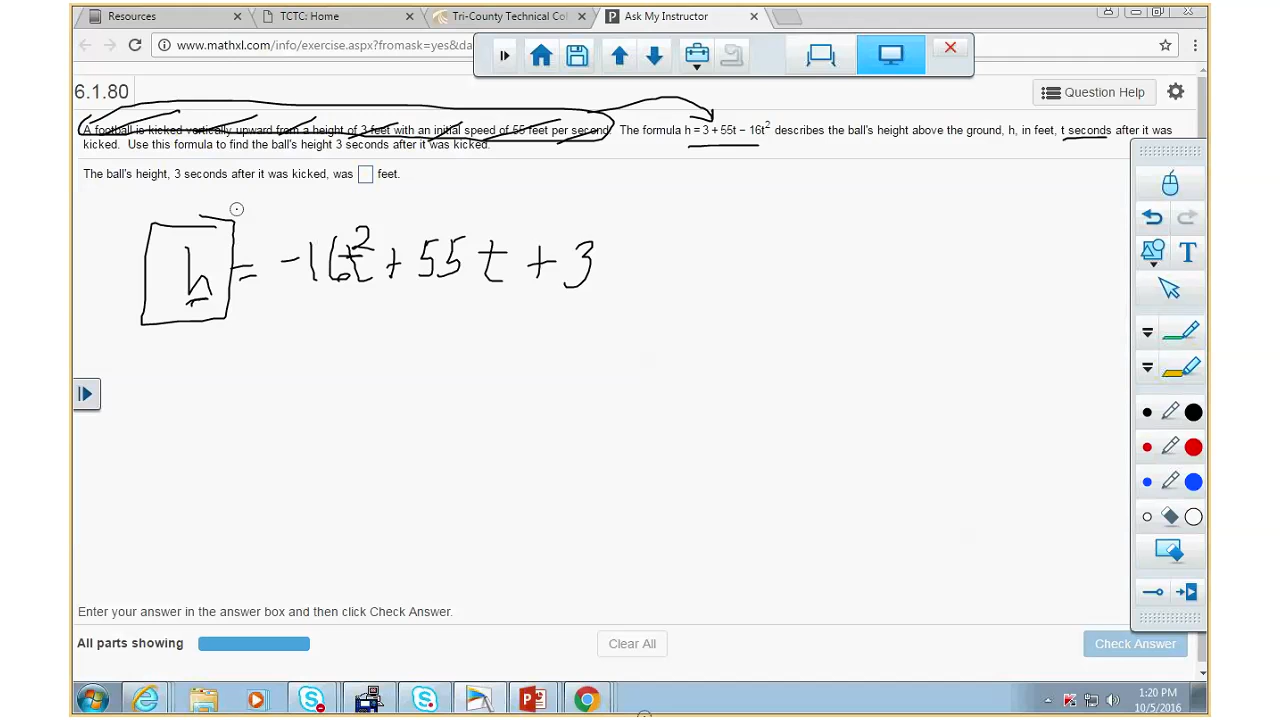 Resources
TCTC: Home
Tri-County Technical Col
Ask My Instructor
www.mathxl.com/info/exercise.aspx?fromask=yes&da
6.1.80
Question Help
A football is kicked vertically upward from a height of 3 feet with an initial speed of 55 feet per second. The formula h = 3 + 55t − 16t² describes the ball's height above the ground, h, in feet, t seconds after it was
kicked. Use this formula to find the ball's height 3 seconds after it was kicked.
The ball's height, 3 seconds after it was kicked, was feet.
h = -16t² + 55t + 3
T
Enter your answer in the answer box and then click Check Answer.
All parts showing
Clear All
Check Answer
1:20 PM
10/5/2016